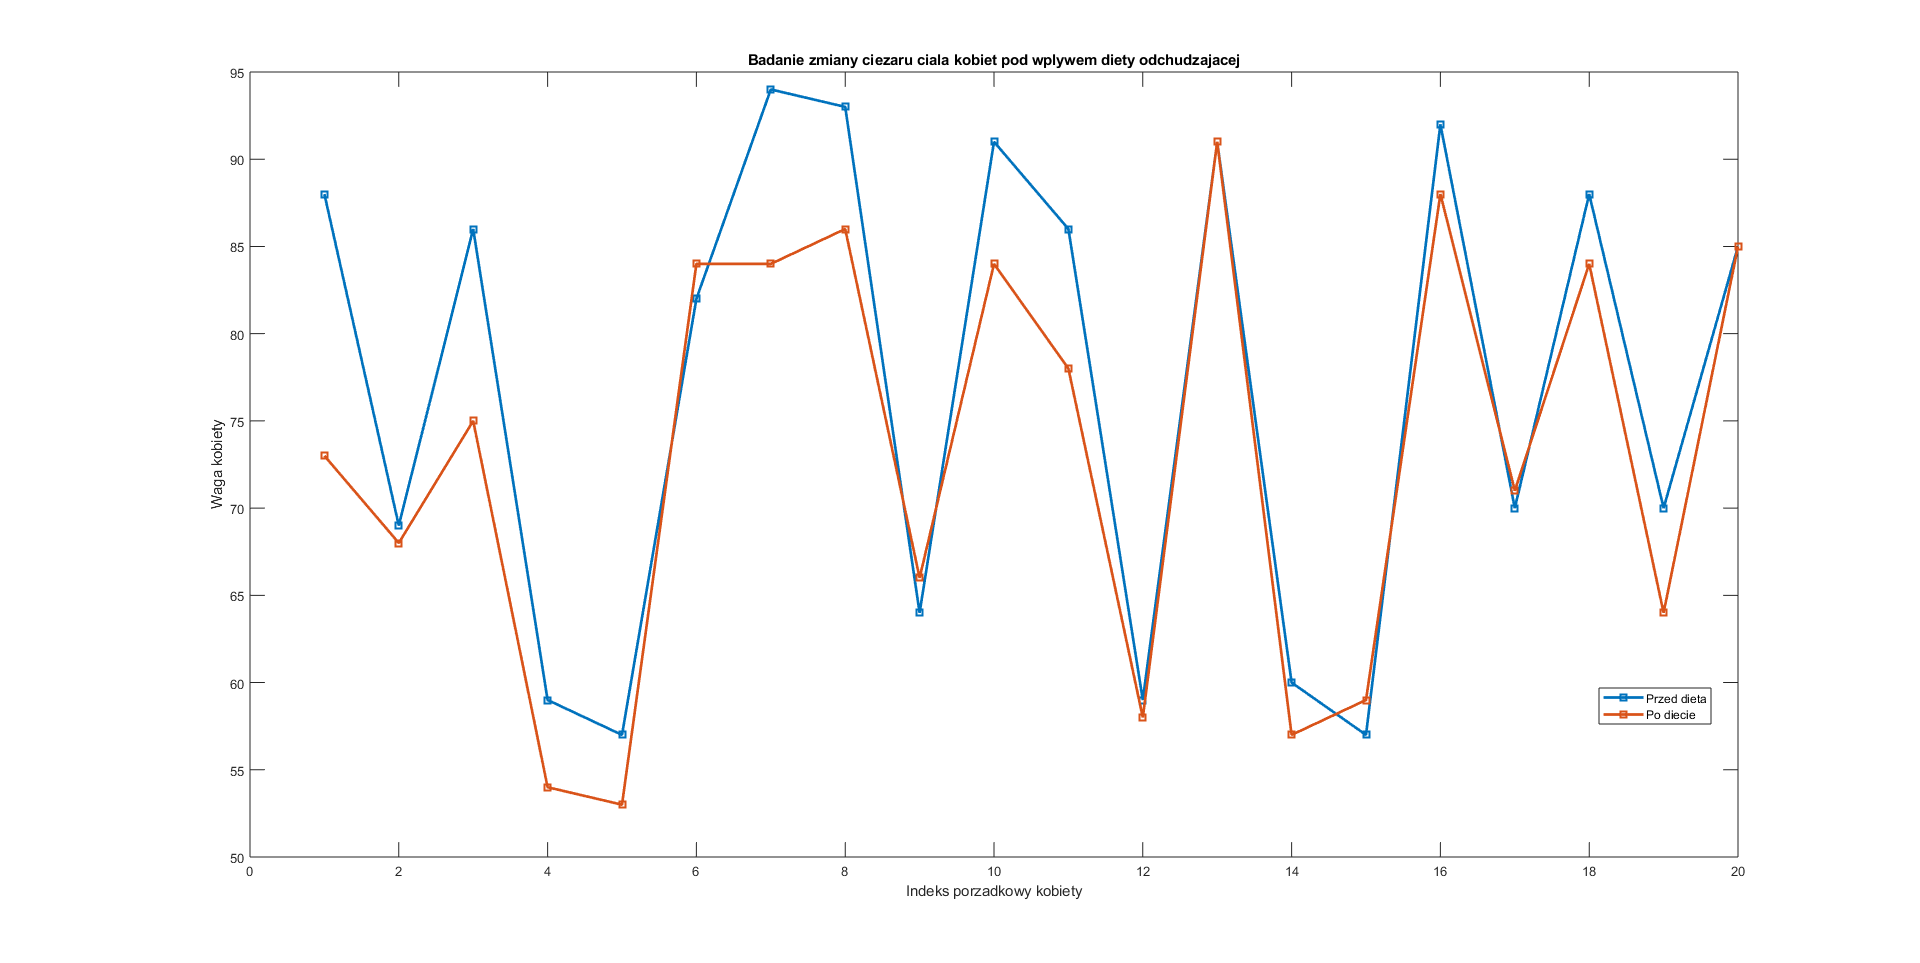 Badanie zmiany ciezaru ciala kobiet pod wplywem diety odchudzajacej
95
90
85
80
75
70
65
60
55
50
Waga kobiety
Przed dieta
Po diecie
0 2 4 6 8 10 12 14 16 18 20
Indeks porzadkowy kobiety